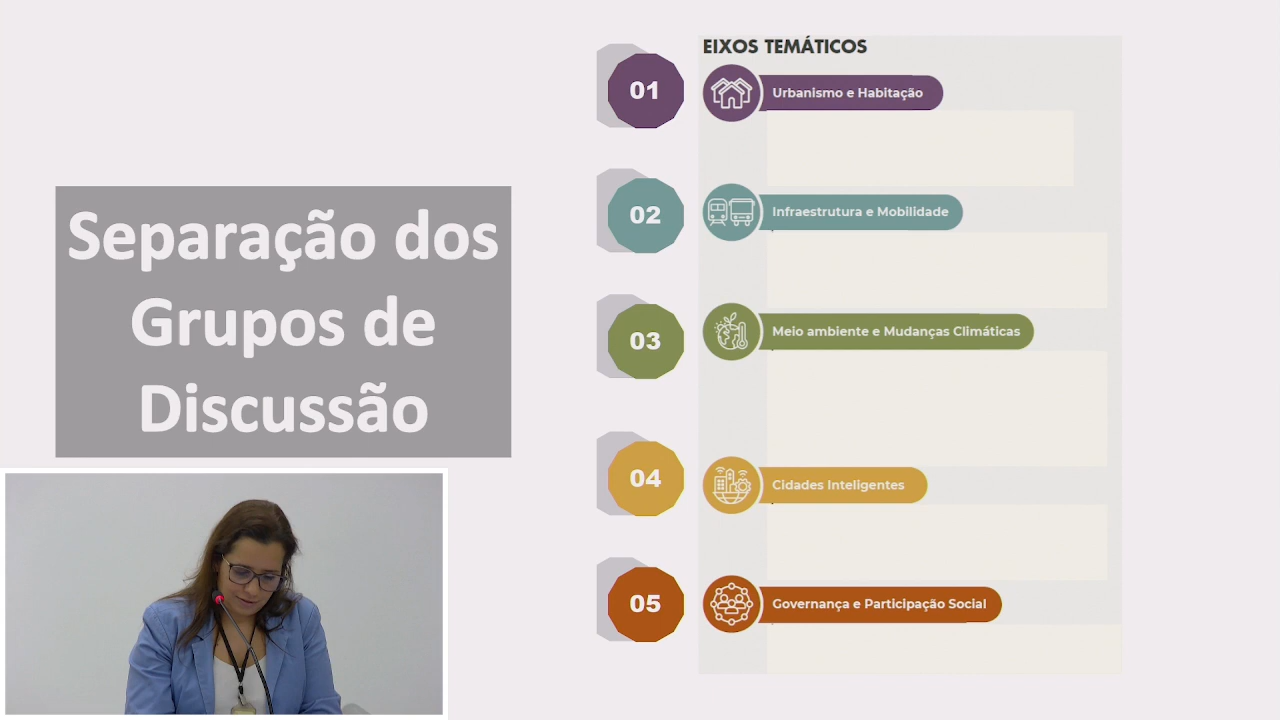 Separação dos
Grupos de
Discussão
EIXOS TEMÁTICOS
01
Urbanismo e Habitação
02
Infraestrutura e Mobilidade
03
Meio ambiente e Mudanças Climáticas
04
Cidades Inteligentes
05
Governança e Participação Social